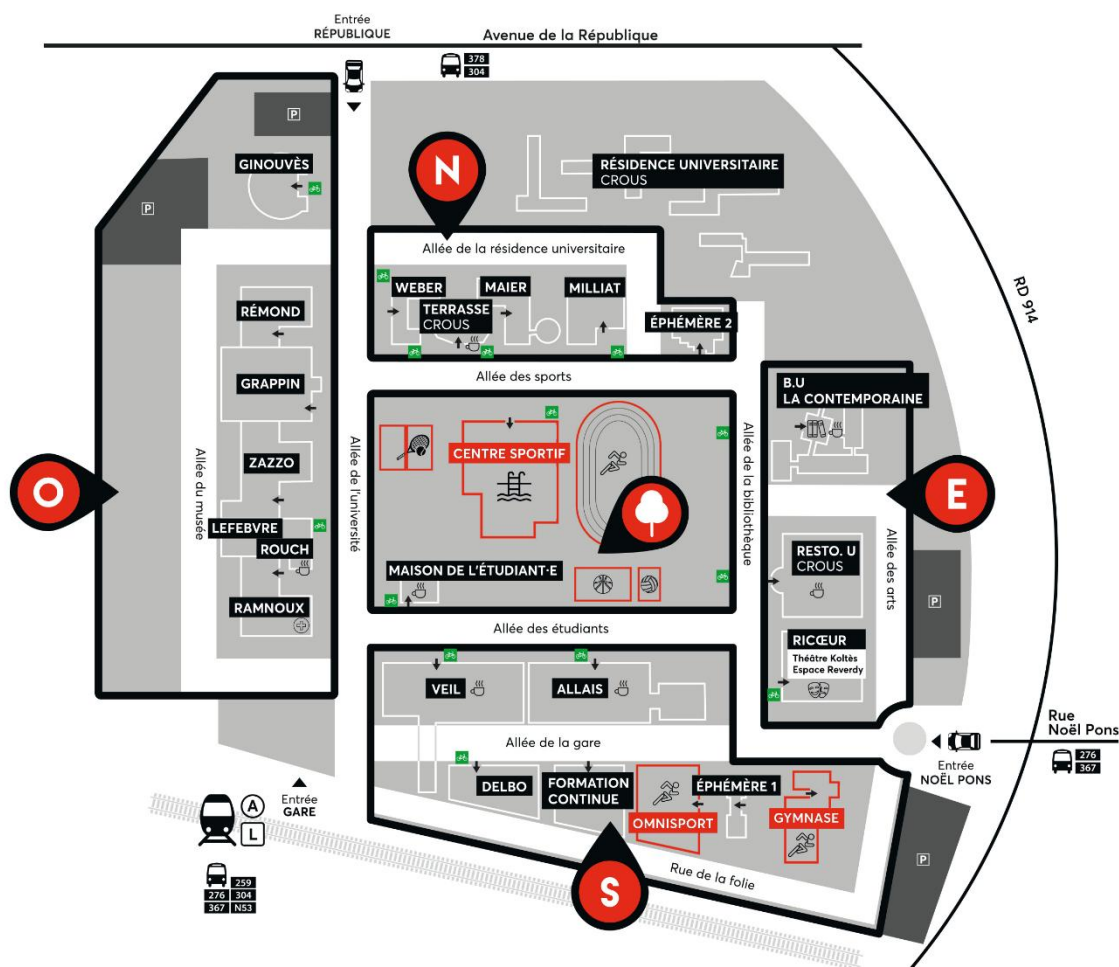 Entrée
RÉPUBLIQUE
Avenue de la République
378
304
P
GINOUVÈS
P
N
RÉSIDENCE UNIVERSITAIRE
CROUS
RD 914
Allée de la résidence universitaire
WEBER
MAIER
MILLIAT
TERRASSE
CROUS
ÉPHÉMÈRE 2
RÉMOND
GRAPPIN
Allée des sports
B.U
LA CONTEMPORAINE
ZAZZO
CENTRE SPORTIF
O
E
Allée du musée
Allée de l'université
Allée de la bibliothèque
Allée des arts
LEFEBVRE
ROUCH
RAMNOUX
MAISON DE L'ÉTUDIANT·E
RESTO. U
CROUS
P
Allée des étudiants
RICŒUR
Théâtre Koltès
Espace Reverdy
VEIL
ALLAIS
Allée de la gare
Rue
Noël Pons
276
367
Entrée
NOËL PONS
DELBO
FORMATION
CONTINUE
ÉPHÉMÈRE 1
OMNISPORT
GYMNASE
Entrée
GARE
A
L
259
276 304
367 N53
Rue de la folie
S
P